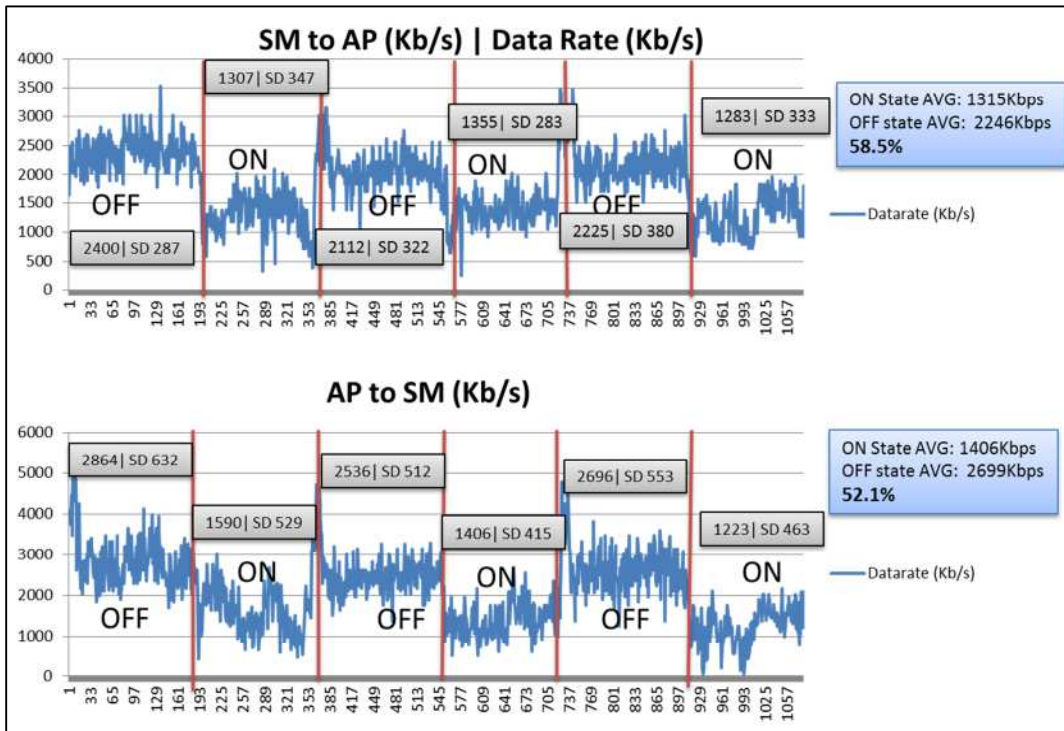 SM to AP (Kb/s) | Data Rate (Kb/s)
4000
3500
3000
2500
2000
1500
1000
500
0
1307| SD 347
1355| SD 283
1283| SD 333
ON
ON
ON
OFF
OFF
OFF
2400| SD 287
2112| SD 322
2225| SD 380
1
33
65
97
129
161
193
225
257
289
321
353
385
417
449
481
513
545
577
609
641
673
705
737
769
801
833
865
897
929
961
993
1025
1057
ON State AVG: 1315Kbps
OFF state AVG: 2246Kbps
58.5%
Datarate (Kb/s)
AP to SM (Kb/s)
6000
5000
4000
3000
2000
1000
0
2864| SD 632
2536| SD 512
2696| SD 553
1590| SD 529
1406| SD 415
1223| SD 463
ON
ON
ON
OFF
OFF
OFF
1
33
65
97
129
161
193
225
257
289
321
353
385
417
449
481
513
545
577
609
641
673
705
737
769
801
833
865
897
929
961
993
1025
1057
ON State AVG: 1406Kbps
OFF state AVG: 2699Kbps
52.1%
Datarate (Kb/s)